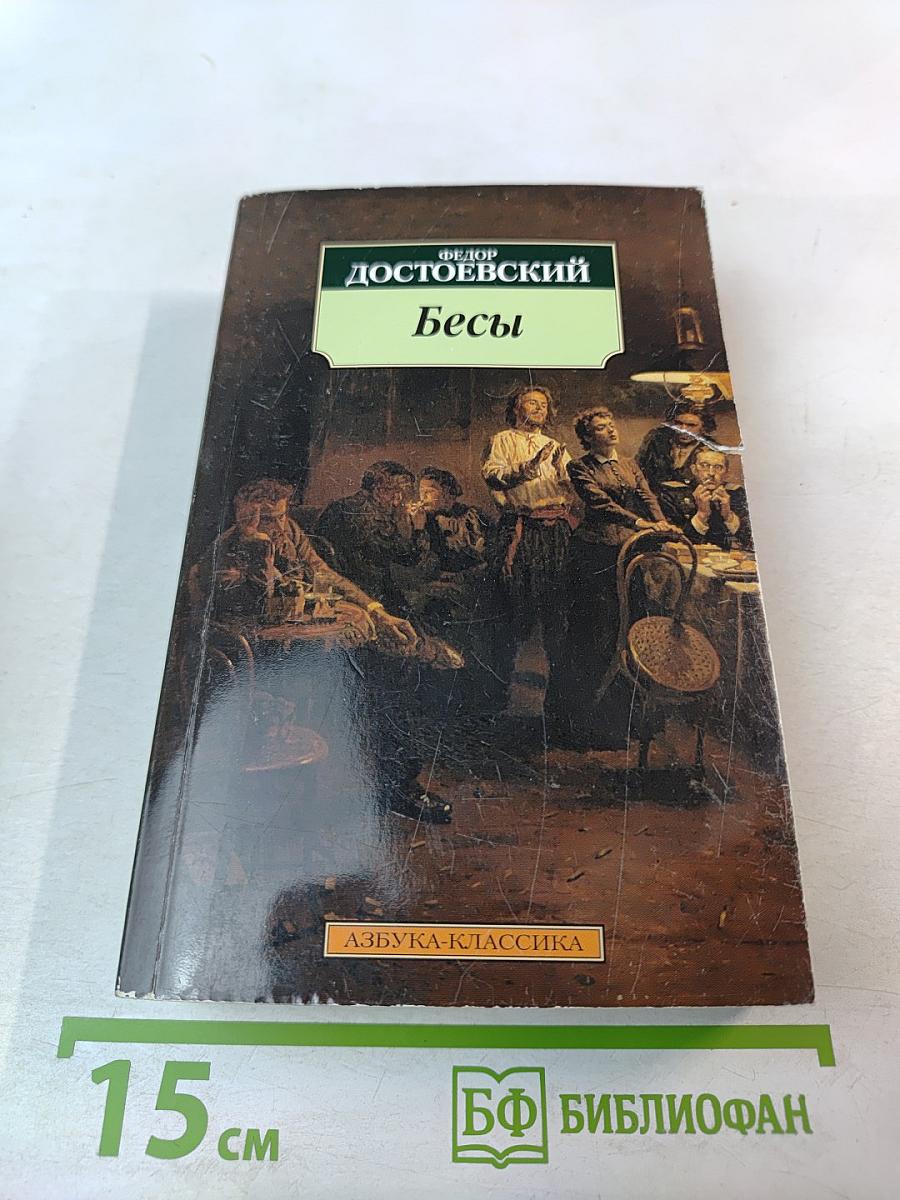 ФЕДОР
ДОСТОЕВСКИЙ
Бесы
АЗБУКА-КЛАССИКА
15 см
БФ БИБЛИОФАН